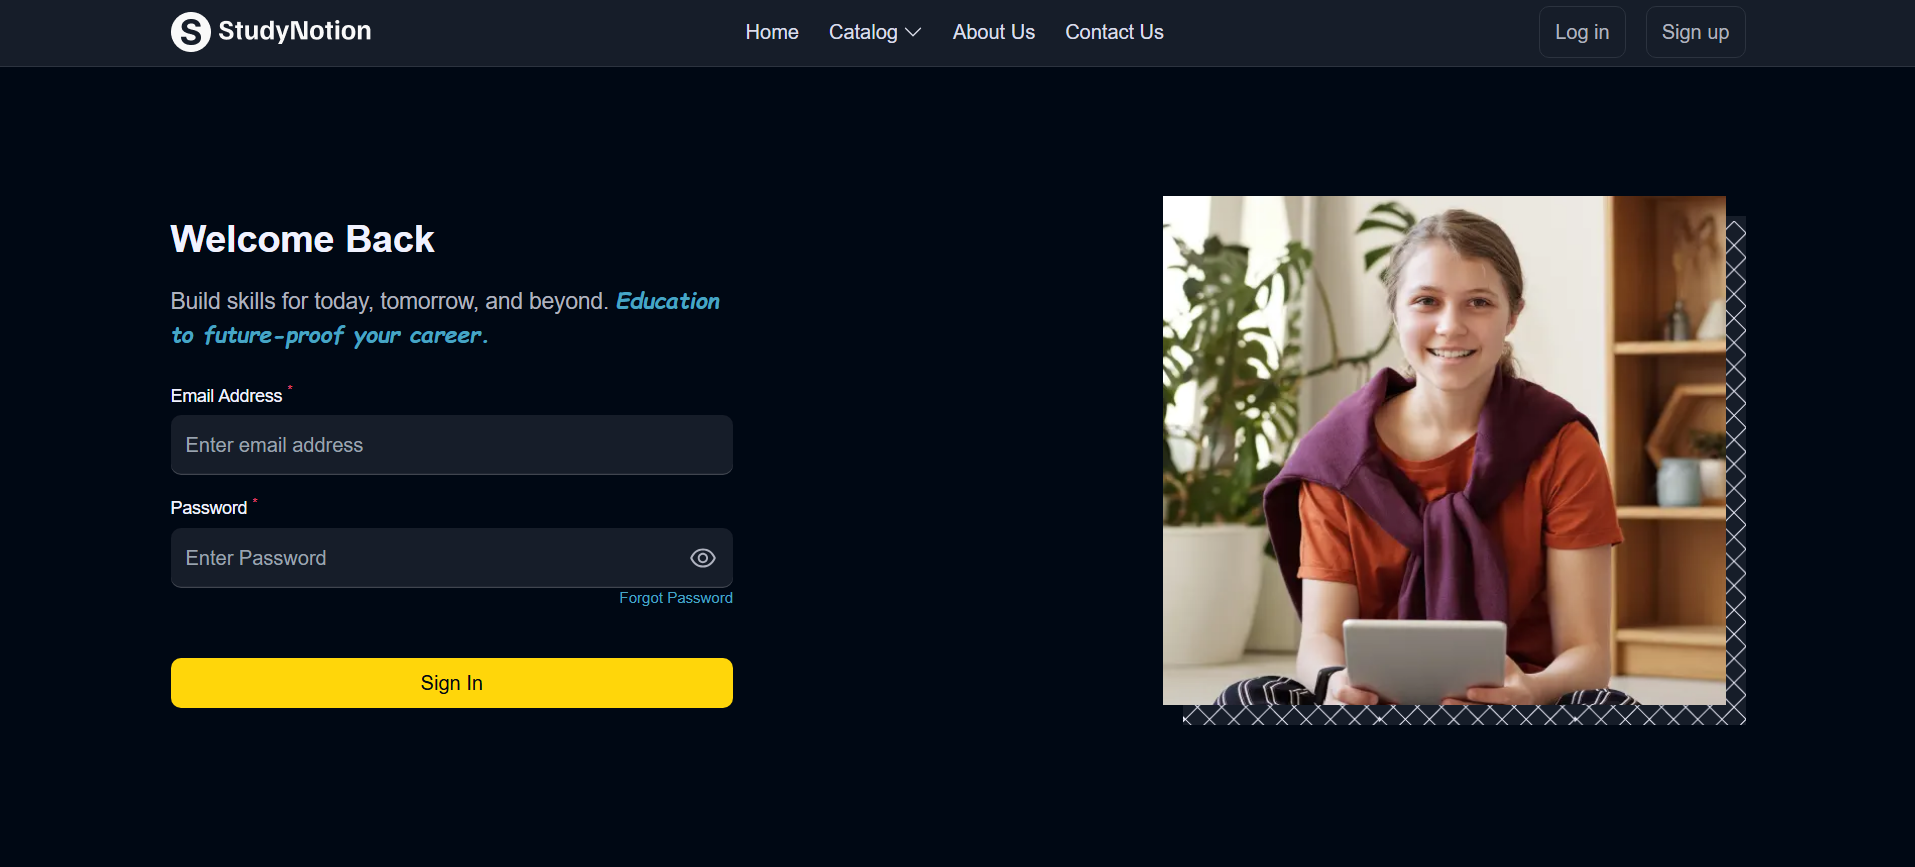 S StudyNotion
Home Catalog About Us Contact Us
Log in Sign up
Welcome Back
Build skills for today, tomorrow, and beyond. Education
to future-proof your career.
Email Address *
Enter email address
Password *
Enter Password
Forgot Password
Sign In